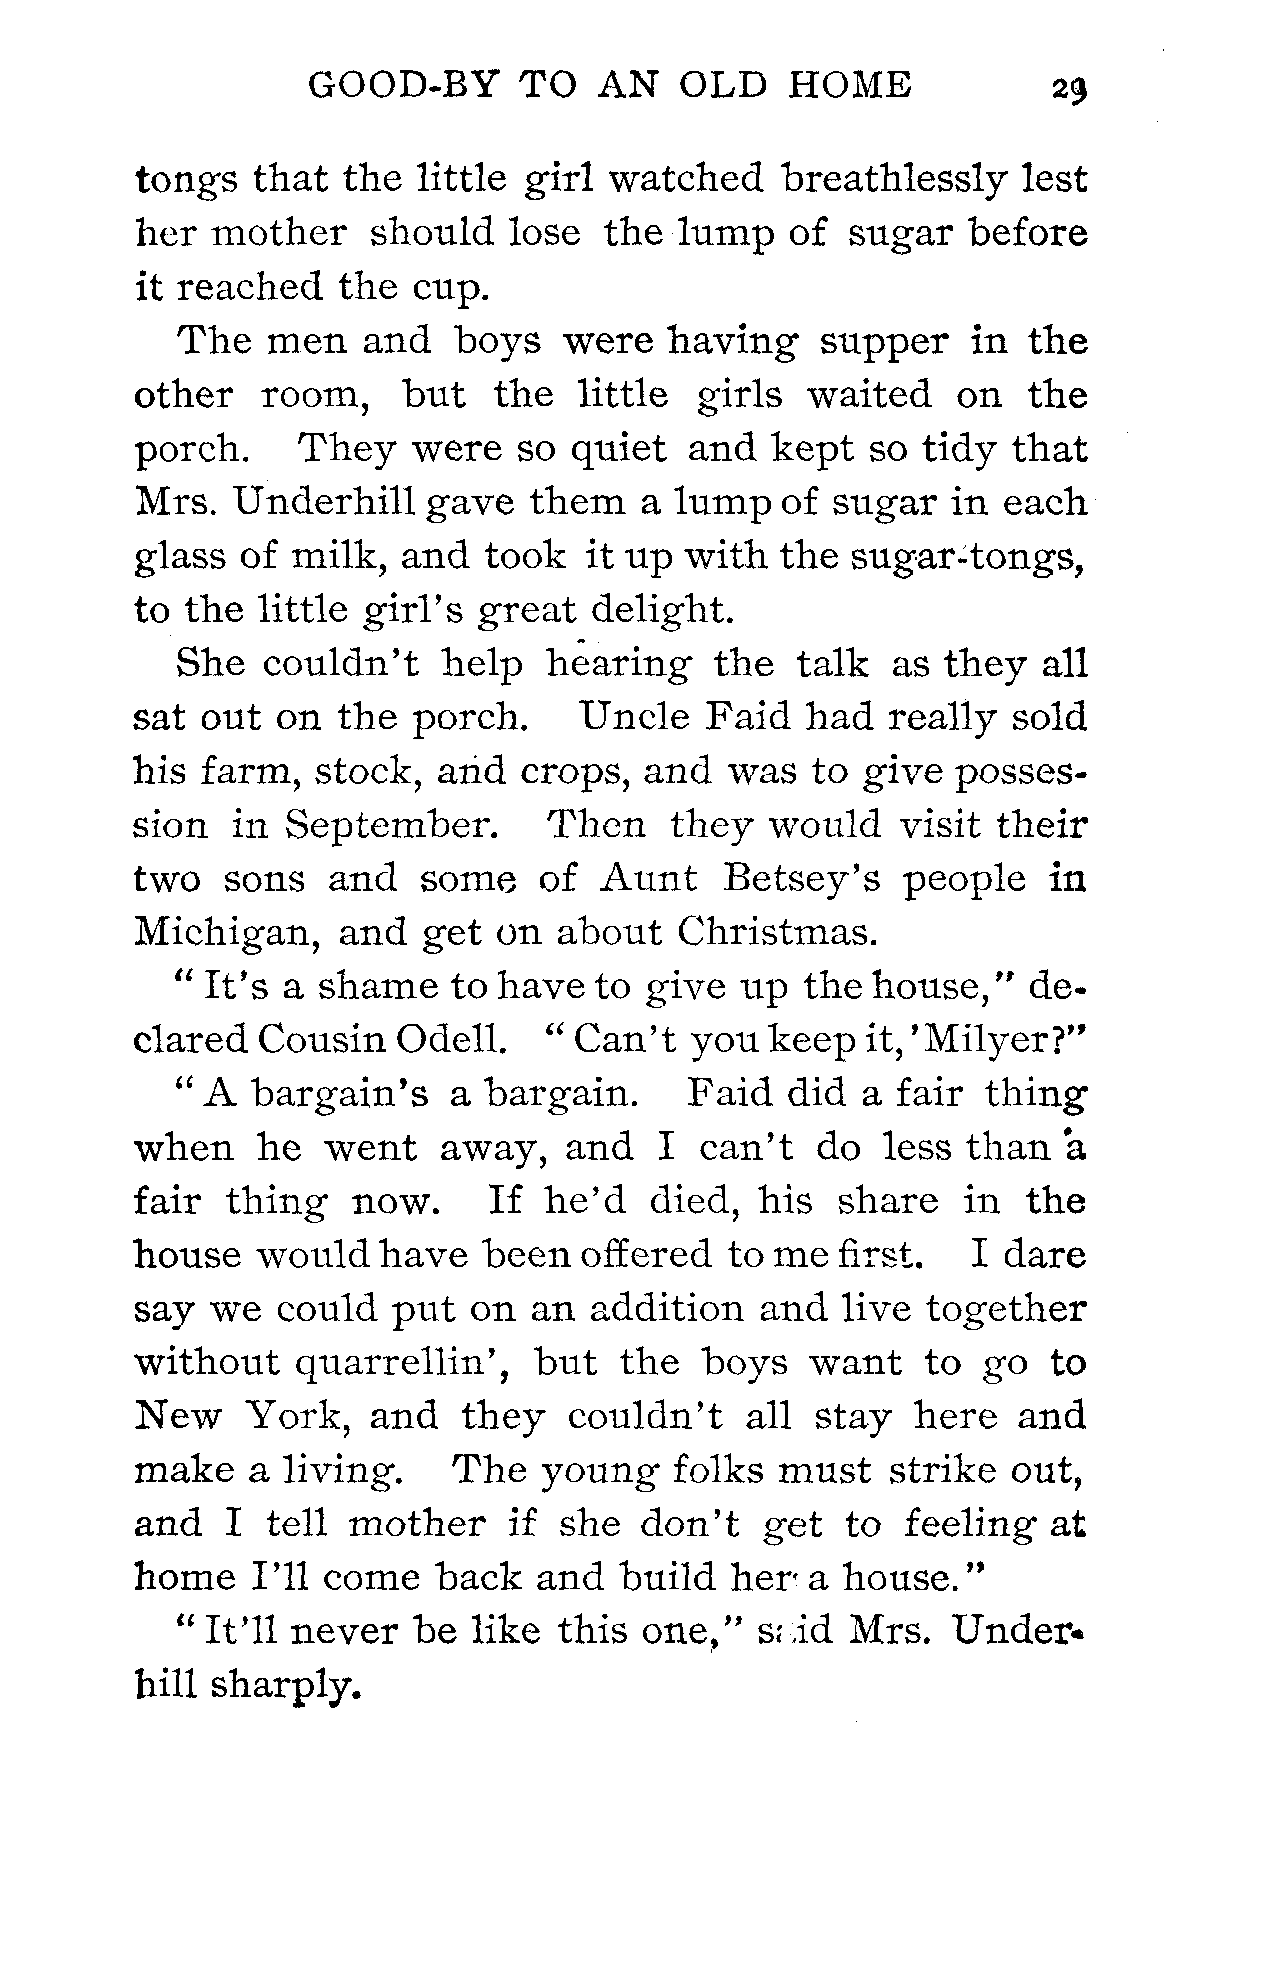 GOOD-BY TO AN OLD HOME 29
tongs that the little girl watched breathlessly lest
her mother should lose the lump of sugar before
it reached the cup.
The men and boys were having supper in the
other room, but the little girls waited on the
porch. They were so quiet and kept so tidy that
Mrs. Underhill gave them a lump of sugar in each
glass of milk, and took it up with the sugar-tongs,
to the little girl's great delight.
She couldn't help hearing the talk as they all
sat out on the porch. Uncle Faid had really sold
his farm, stock, and crops, and was to give posses-
sion in September. Then they would visit their
two sons and some of Aunt Betsey's people in
Michigan, and get on about Christmas.
"It's a shame to have to give up the house," de-
clared Cousin Odell. "Can't you keep it, 'Milyer?"
"A bargain's a bargain. Faid did a fair thing
when he went away, and I can't do less than a
fair thing now. If he'd died, his share in the
house would have been offered to me first. I dare
say we could put on an addition and live together
without quarrellin', but the boys want to go to
New York, and they couldn't all stay here and
make a living. The young folks must strike out,
and I tell mother if she don't get to feeling at
home I'll come back and build her a house."
"It'll never be like this one," said Mrs. Under-
hill sharply.